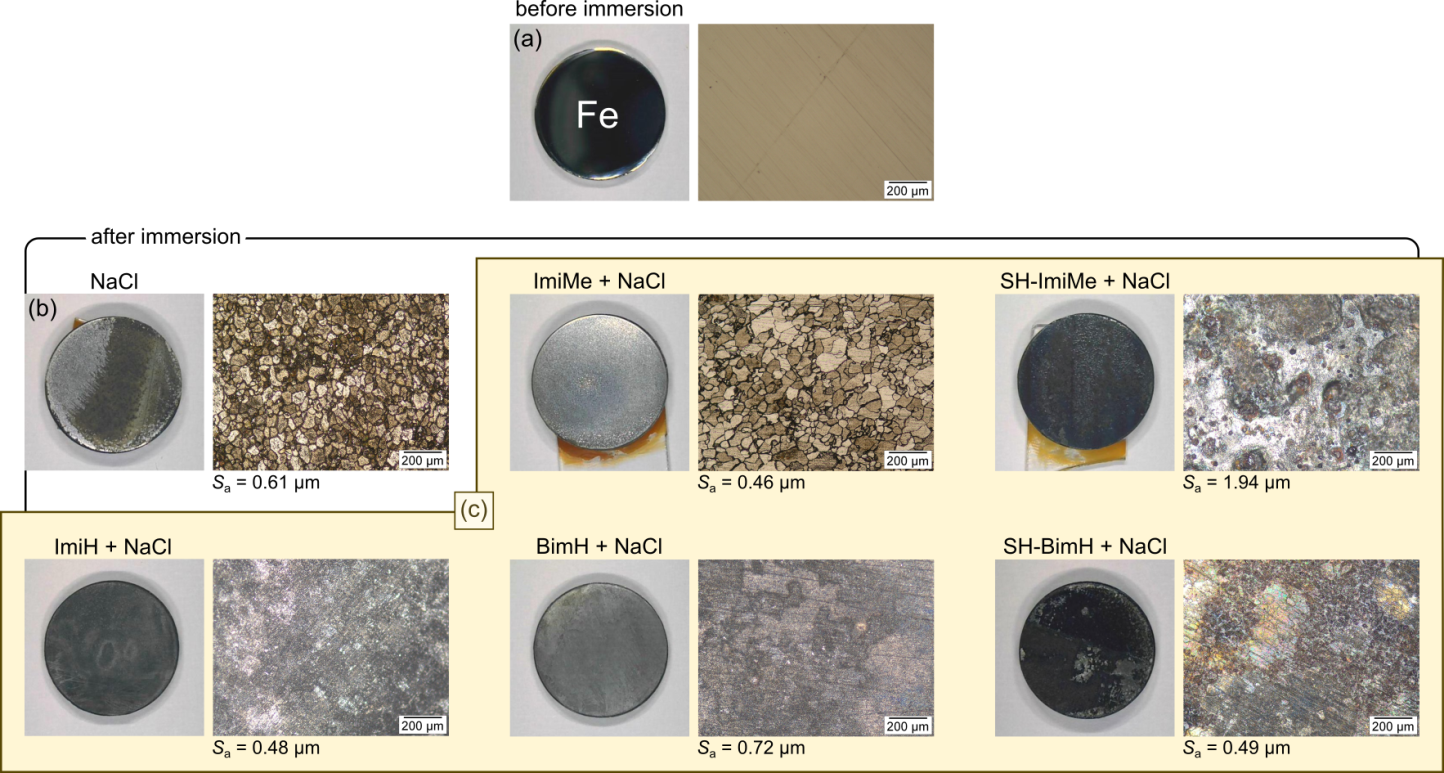 before immersion
(a)
Fe
200 µm
after immersion
NaCl
(b)
200 µm
Sa = 0.61 µm
ImiMe + NaCl
200 µm
Sa = 0.46 µm
SH-ImiMe + NaCl
200 µm
Sa = 1.94 µm
(c)
ImiH + NaCl
200 µm
Sa = 0.48 µm
BimH + NaCl
200 µm
Sa = 0.72 µm
SH-BimH + NaCl
200 µm
Sa = 0.49 µm